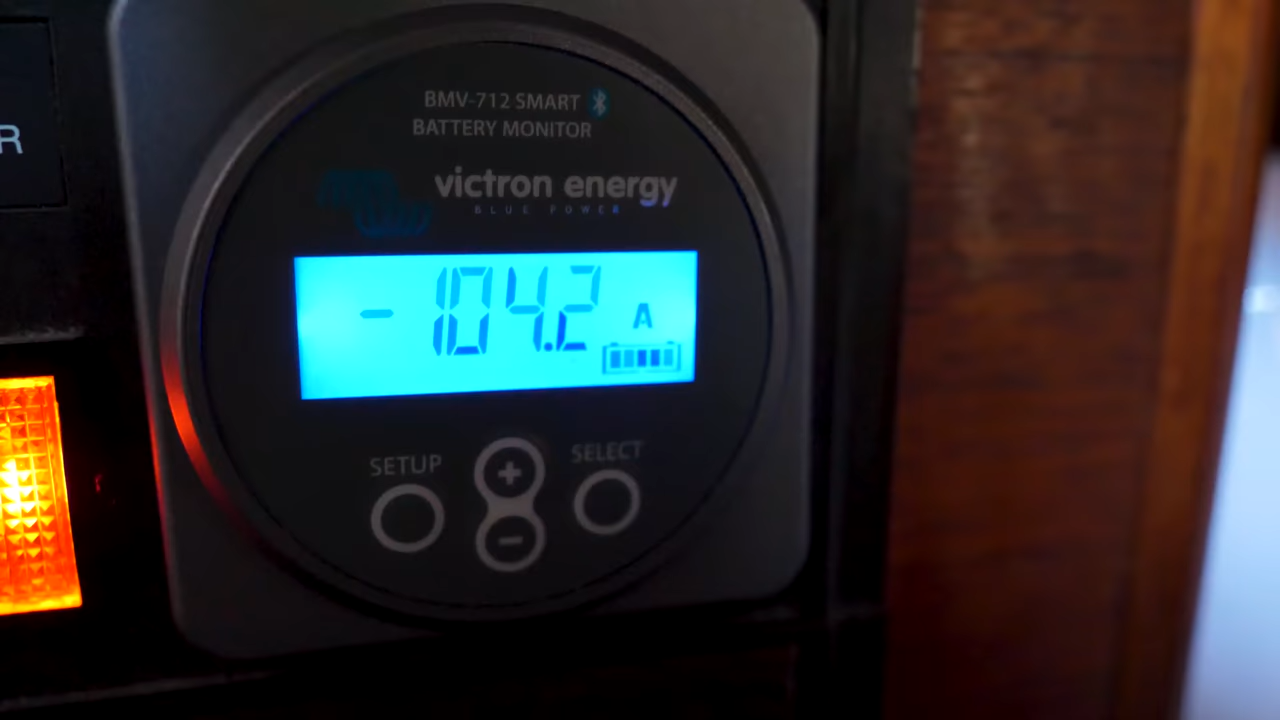 R
BMV-712 SMART
BATTERY MONITOR
victron energy
BLUE POWER
-104.2 A
SETUP
+
SELECT
-